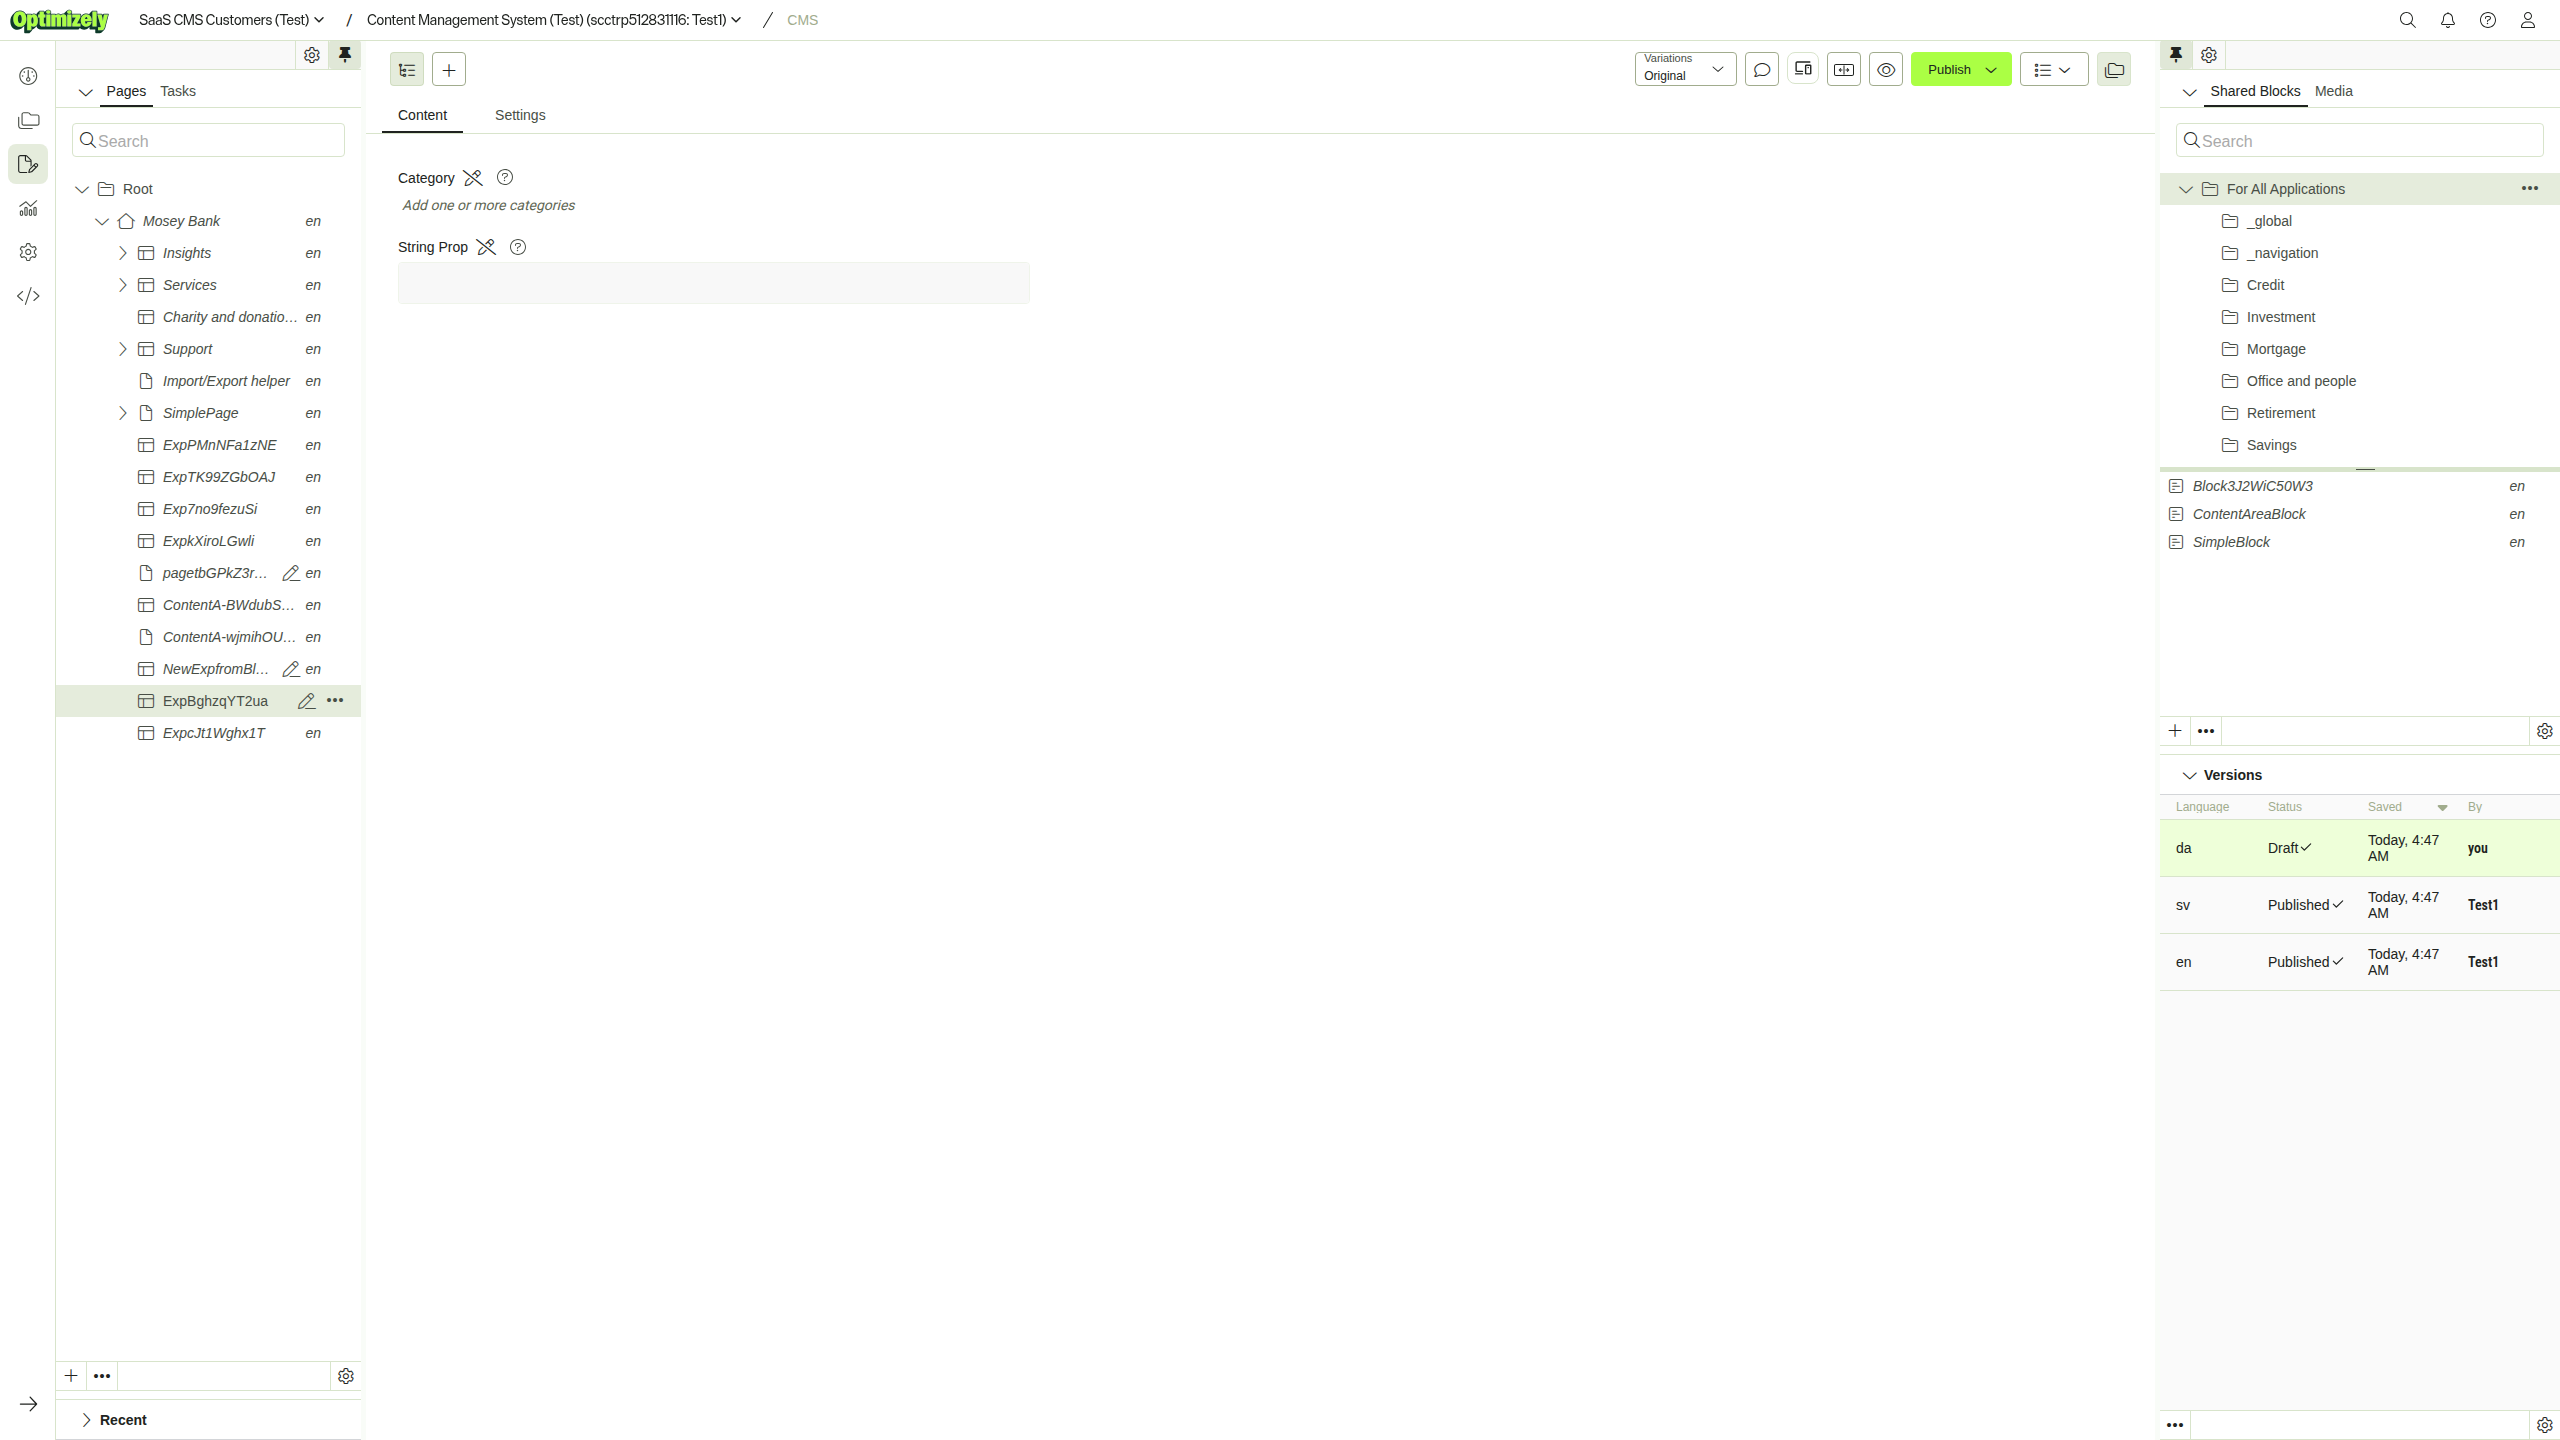 Optimizely
SaaS CMS Customers (Test) / Content Management System (Test) (scctrp512831116: Test1) / CMS
Pages Tasks
Search
Root
Mosey Bank en
Insights en
Services en
Charity and donatio... en
Support en
Import/Export helper en
SimplePage en
ExpPMnNFa1zNE en
ExpTK99ZGbOAJ en
Exp7no9fezuSi en
ExpkXiroLGwli en
pagetbGPkZ3r... en
ContentA-BWdubS... en
ContentA-wjmihOU... en
NewExpfromBl... en
ExpBghzqYT2ua
ExpcJt1Wghx1T en
Recent
Variations
Original
Publish
Content Settings
Category
Add one or more categories
String Prop
Shared Blocks Media
Search
For All Applications
_global
_navigation
Credit
Investment
Mortgage
Office and people
Retirement
Savings
Block3J2WiC50W3 en
ContentAreaBlock en
SimpleBlock en
Versions
Language Status Saved By
da Draft Today, 4:47 AM you
sv Published Today, 4:47 AM Test1
en Published Today, 4:47 AM Test1